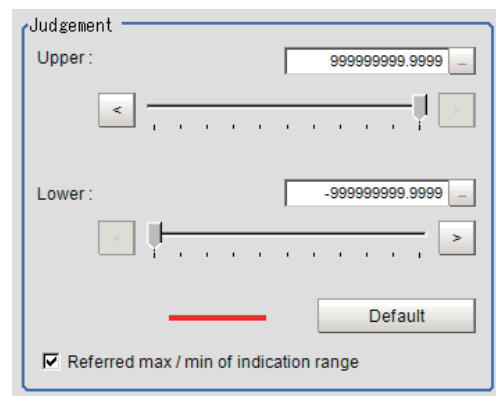 Judgement
Upper : 999999999.9999 ...
< >
Lower : -999999999.9999 ...
< >
Default
Referred max / min of indication range